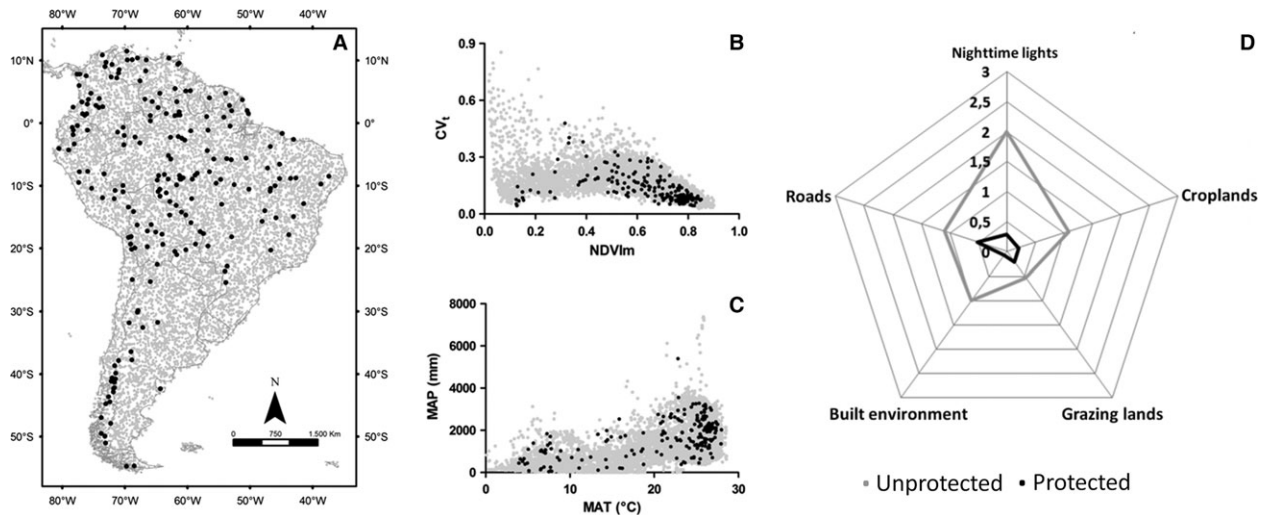 80°W 70°W 60°W 50°W 40°W
A
10°N 10°N
0° 0°
10°S 10°S
20°S 20°S
30°S 30°S
40°S 40°S
50°S 50°S
N
0 750 1.500 Km
80°W 70°W 60°W 50°W 40°W
B
0.9
0.6
0.3
0.0
CVt
0.0 0.2 0.4 0.6 0.8 1.0
NDVIm
C
8000
6000
4000
2000
0
MAP (mm)
0 10 20 30
MAT (°C)
D
Nighttime lights
3
2,5
2
1,5
1
0,5
0
Roads
Croplands
Built environment
Grazing lands
Unprotected Protected